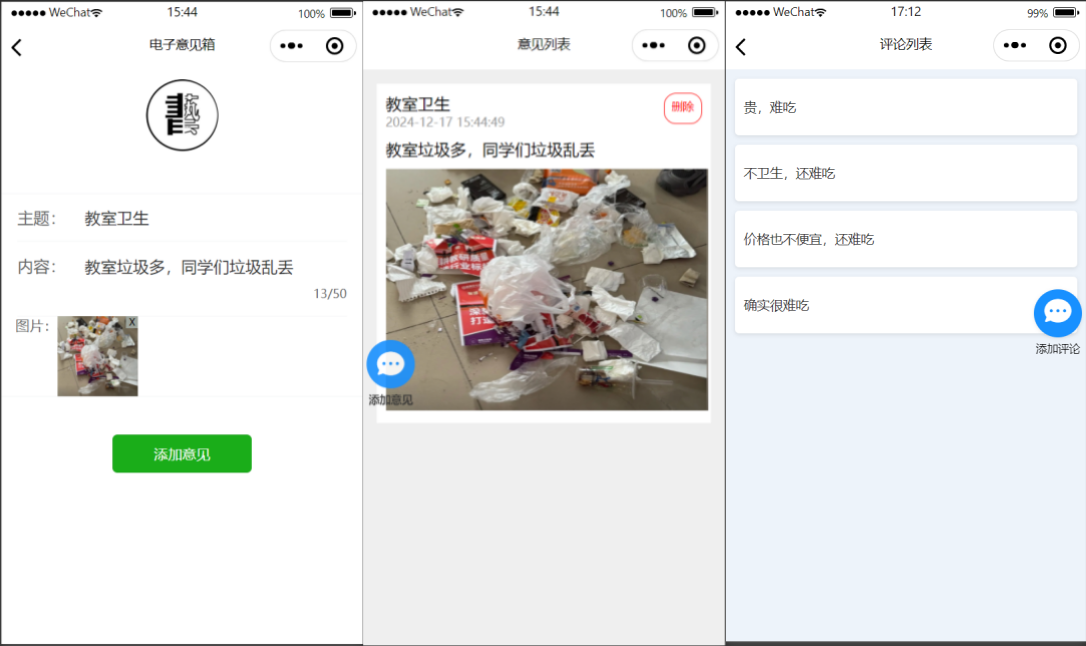 WeChat
15:44
100%
电子意见箱
主题：
教室卫生
内容：
教室垃圾多，同学们垃圾乱丢
13/50
图片：
X
添加意见
WeChat
15:44
100%
意见列表
教室卫生
删除
2024-12-17 15:44:49
教室垃圾多，同学们垃圾乱丢
添加意见
WeChat
17:12
99%
评论列表
贵，难吃
不卫生，还难吃
价格也不便宜，还难吃
确实很难吃
添加评论